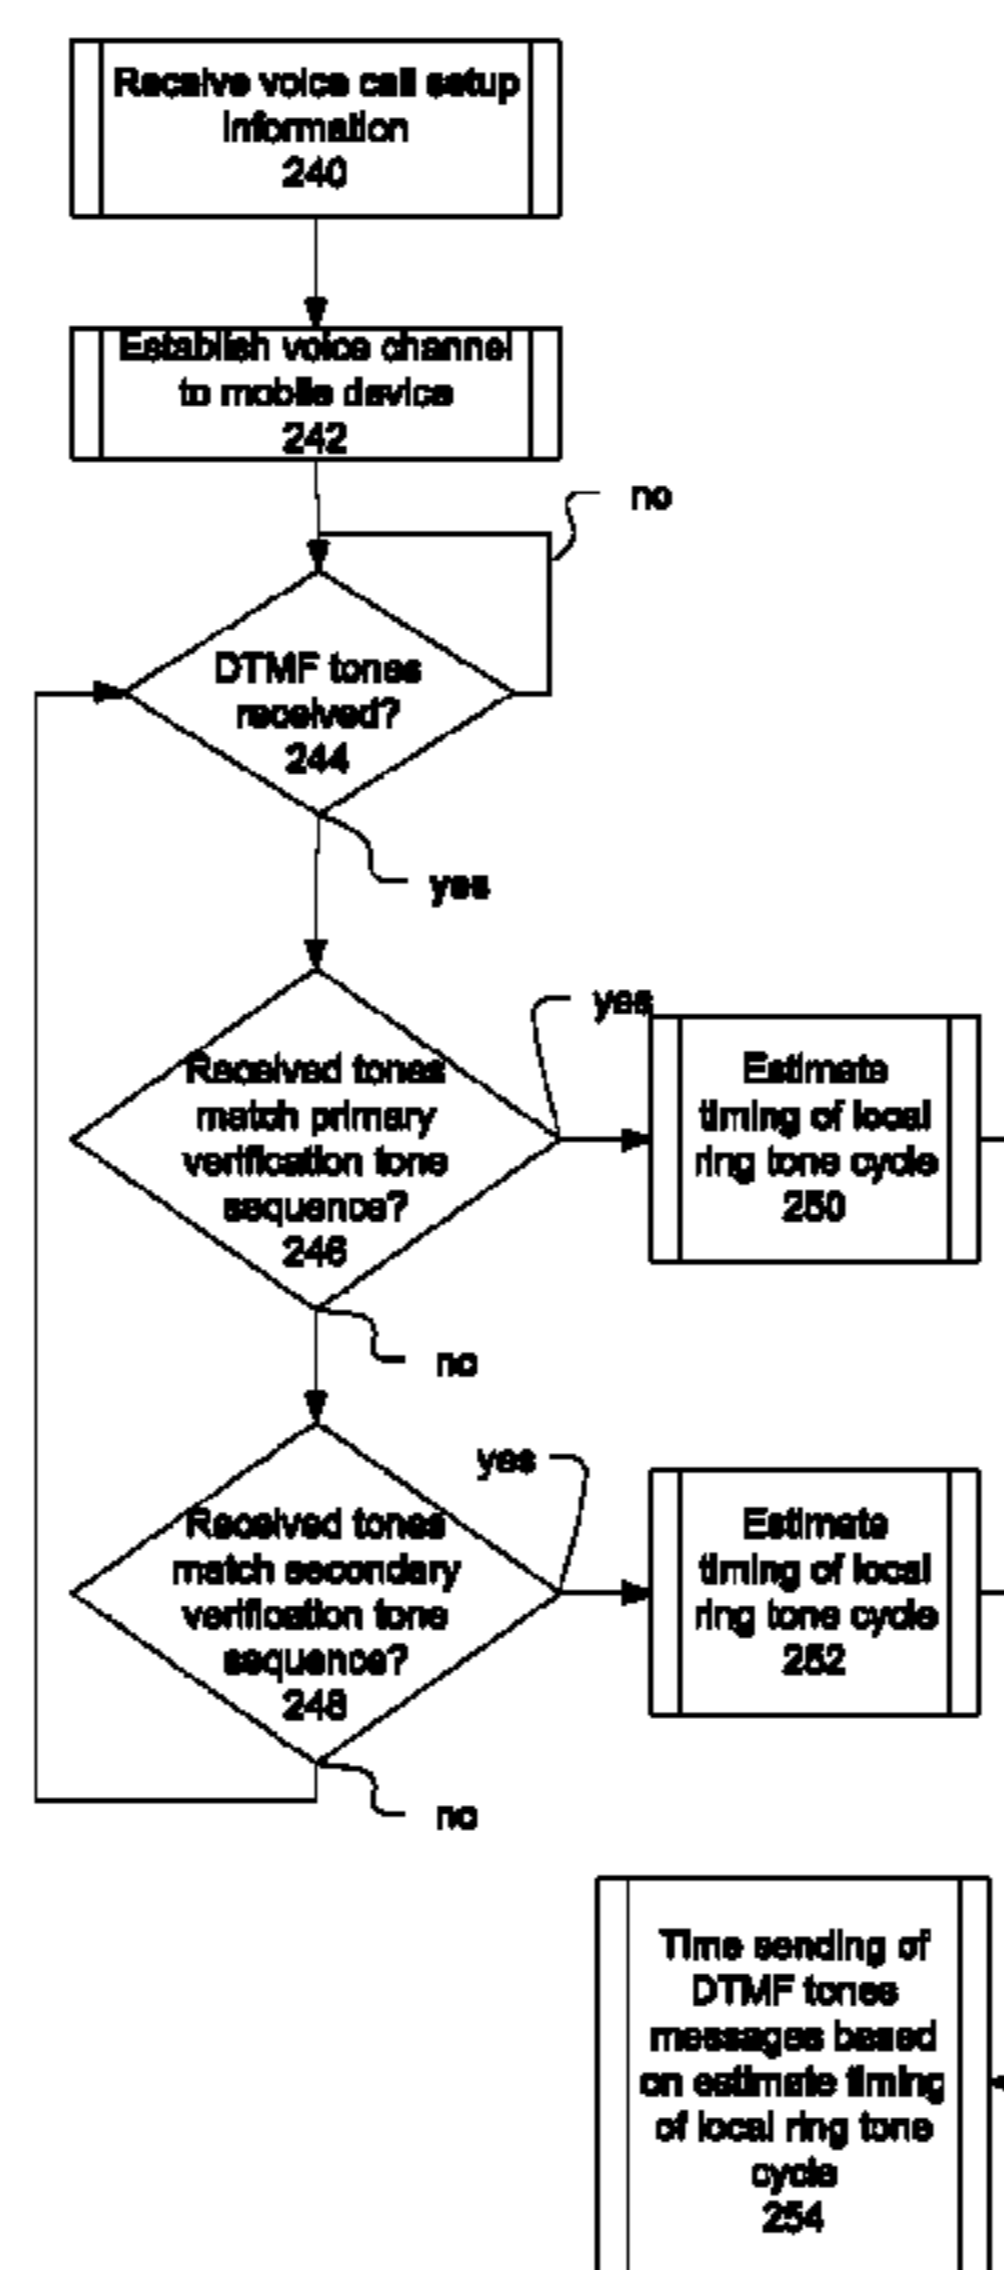 Receive voice call setup
information
240
Establish voice channel
to mobile device
242
no
DTMF tones
received?
244
yes
Received tones
match primary
verification tone
sequence?
246
yes
Estimate
timing of local
ring tone cycle
250
no
Received tones
match secondary
verification tone
sequence?
248
yes
Estimate
timing of local
ring tone cycle
252
no
Time sending of
DTMF tones
messages based
on estimate timing
of local ring tone
cycle
254